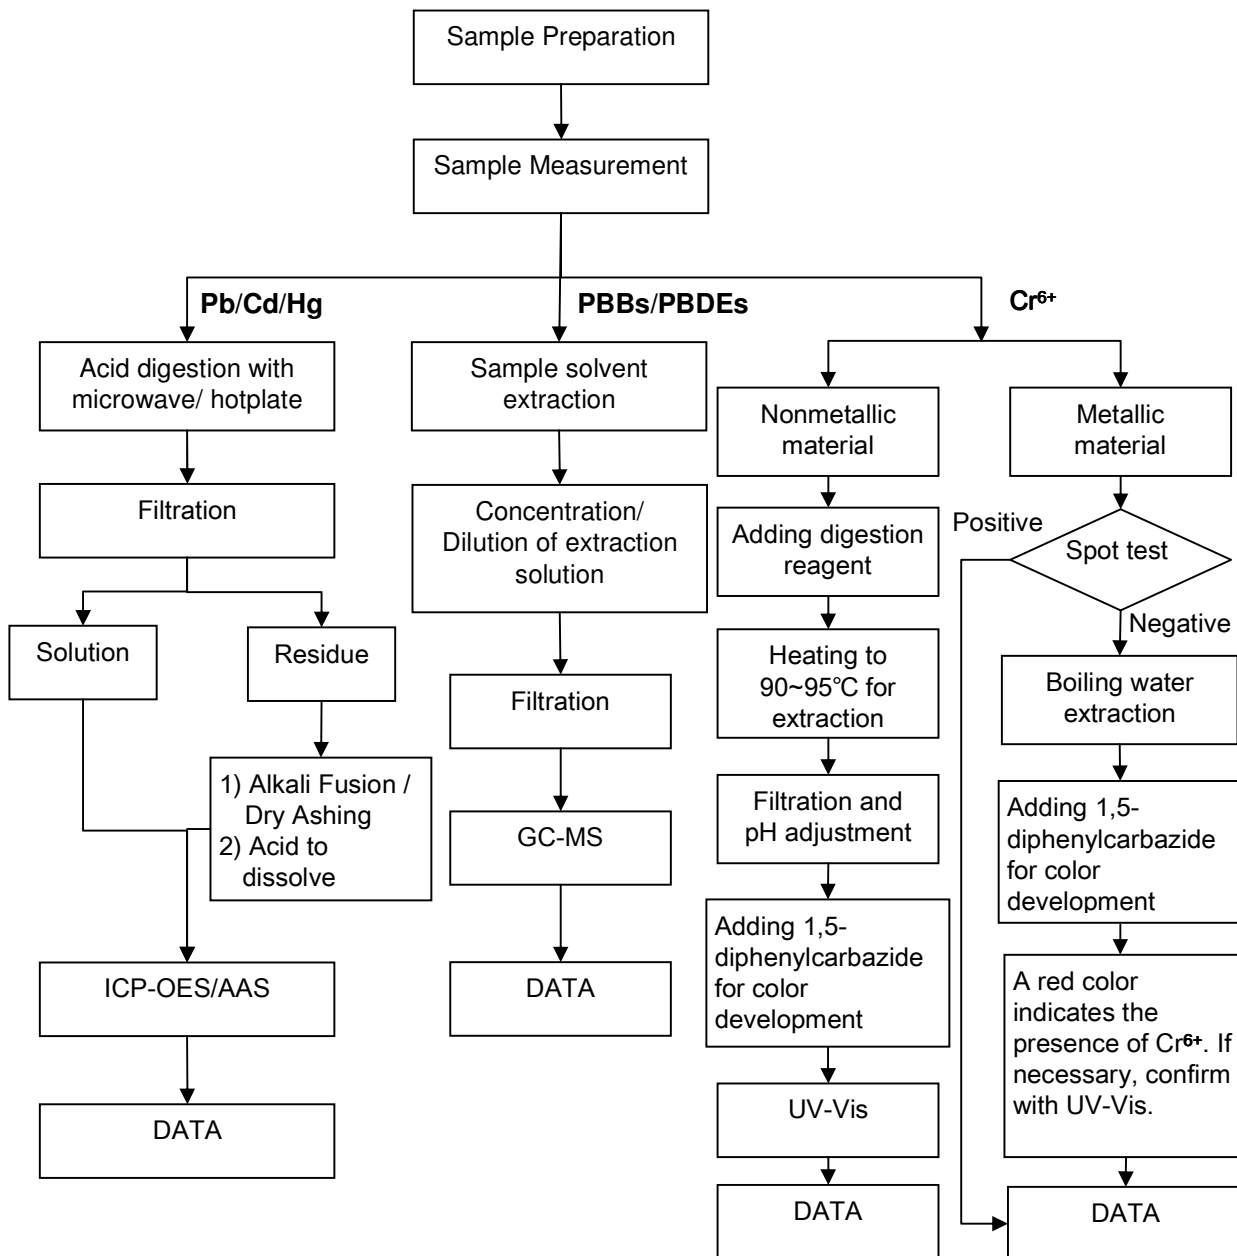 Sample Preparation
Sample Measurement
Pb/Cd/Hg
PBBs/PBDEs
Cr⁶⁺
Acid digestion with
microwave/ hotplate
Filtration
Solution
Residue
1) Alkali Fusion /
Dry Ashing
2) Acid to
dissolve
ICP-OES/AAS
DATA
Sample solvent
extraction
Concentration/
Dilution of extraction
solution
Filtration
GC-MS
DATA
Nonmetallic
material
Adding digestion
reagent
Heating to
90~95℃ for
extraction
Filtration and
pH adjustment
Adding 1,5-
diphenylcarbazide
for color
development
UV-Vis
DATA
Metallic
material
Positive
Spot test
Negative
Boiling water
extraction
Adding 1,5-
diphenylcarbazide
for color
development
A red color
indicates the
presence of Cr⁶⁺. If
necessary, confirm
with UV-Vis.
DATA